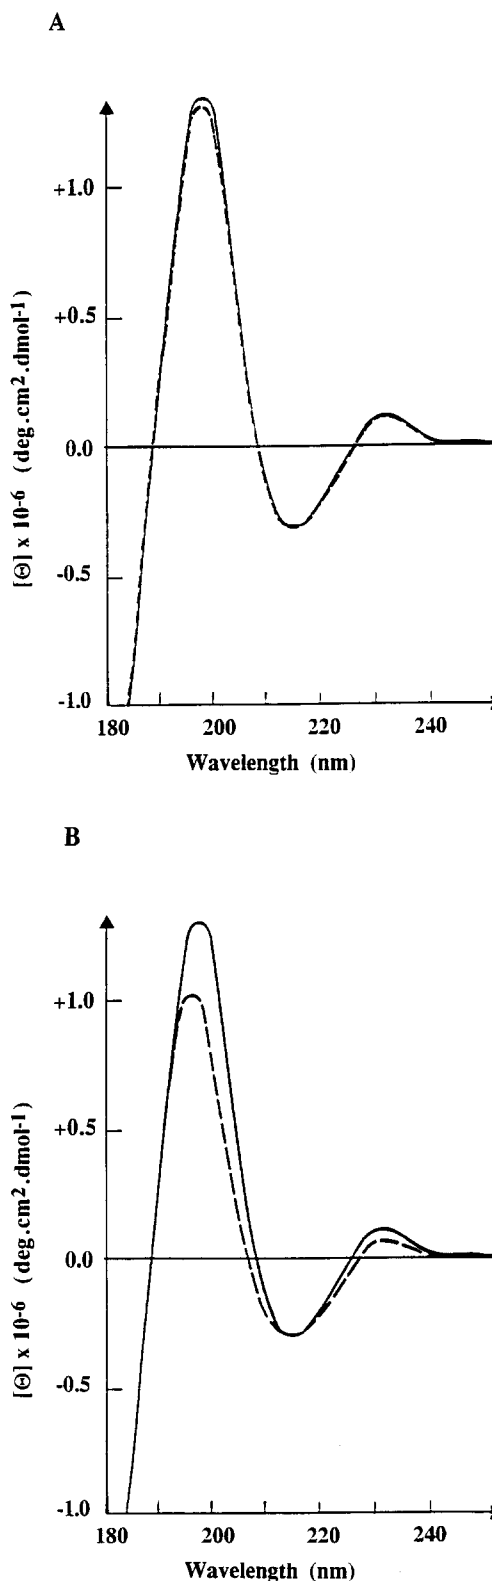 A
+1.0
+0.5
0.0
-0.5
-1.0
[Θ] x 10-6 (deg.cm2.dmol-1)
180 200 220 240
Wavelength (nm)
B
+1.0
+0.5
0.0
-0.5
-1.0
[Θ] x 10-6 (deg.cm2.dmol-1)
180 200 220 240
Wavelength (nm)